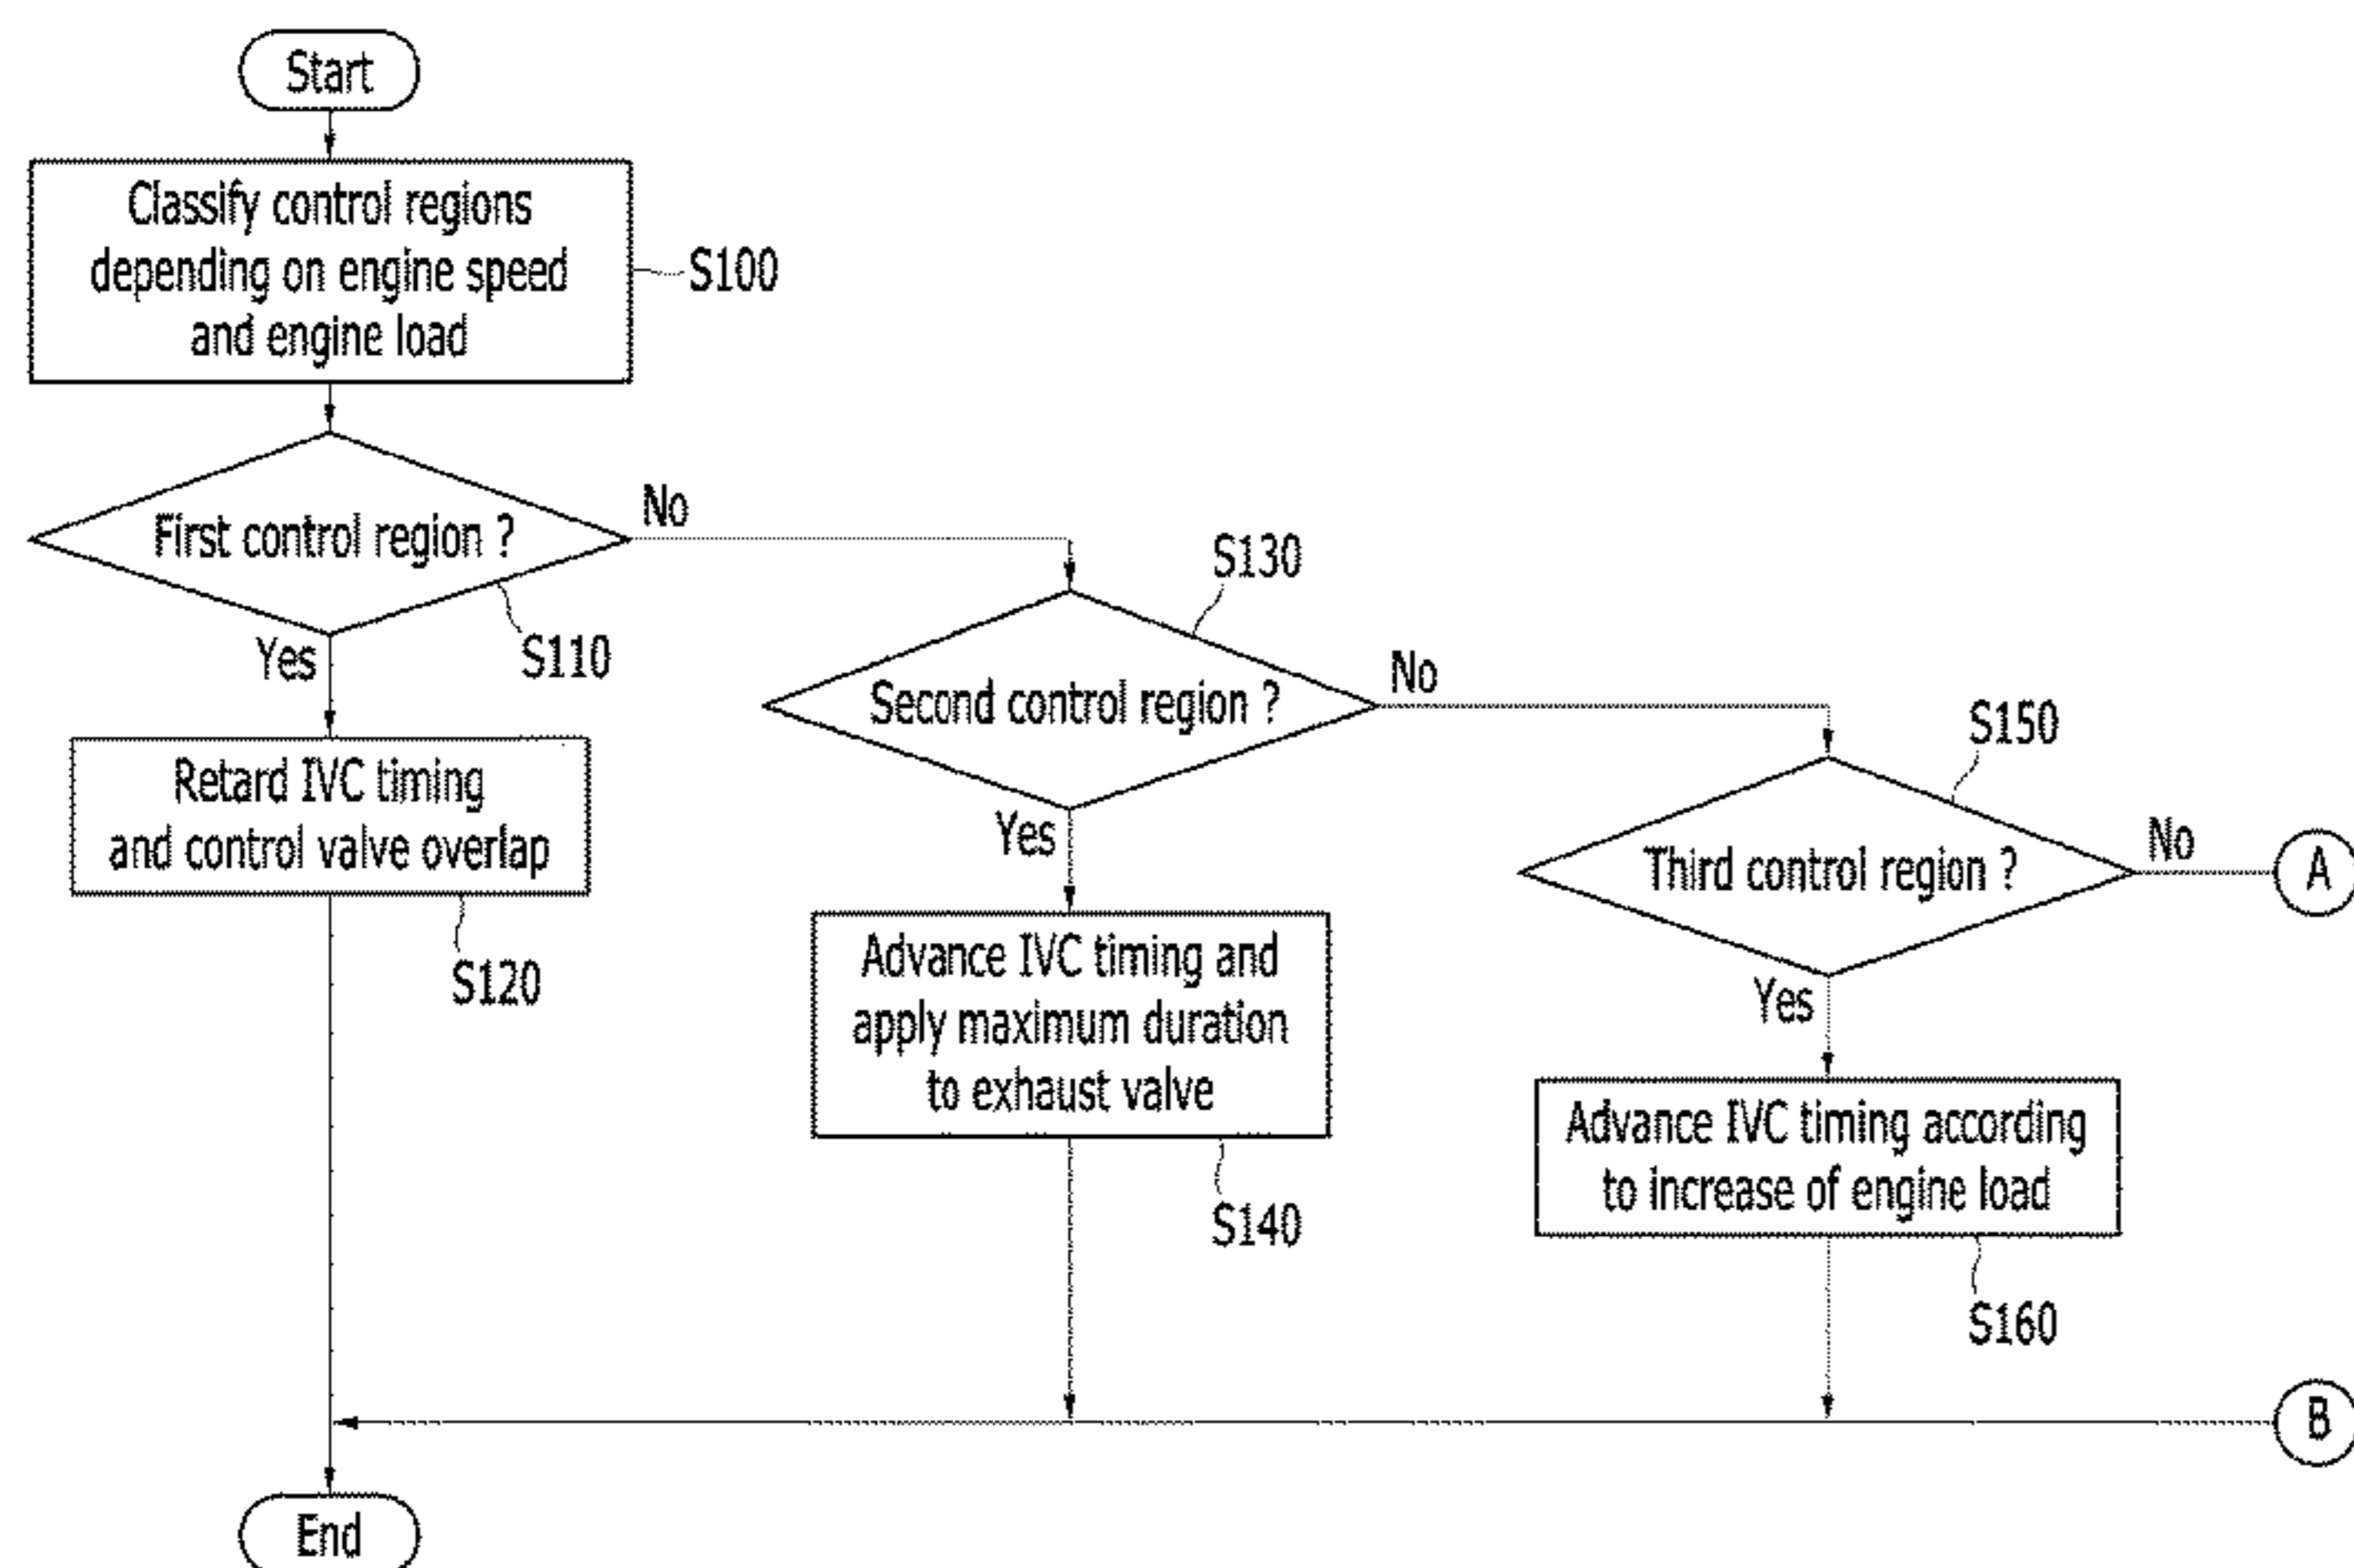 Start
Classify control regions
depending on engine speed
and engine load
S100
First control region ?
No
Yes
S110
Retard IVC timing
and control valve overlap
S120
S130
Second control region ?
No
Yes
Advance IVC timing and
apply maximum duration
to exhaust valve
S140
S150
Third control region ?
No
A
Yes
Advance IVC timing according
to increase of engine load
S160
B
End